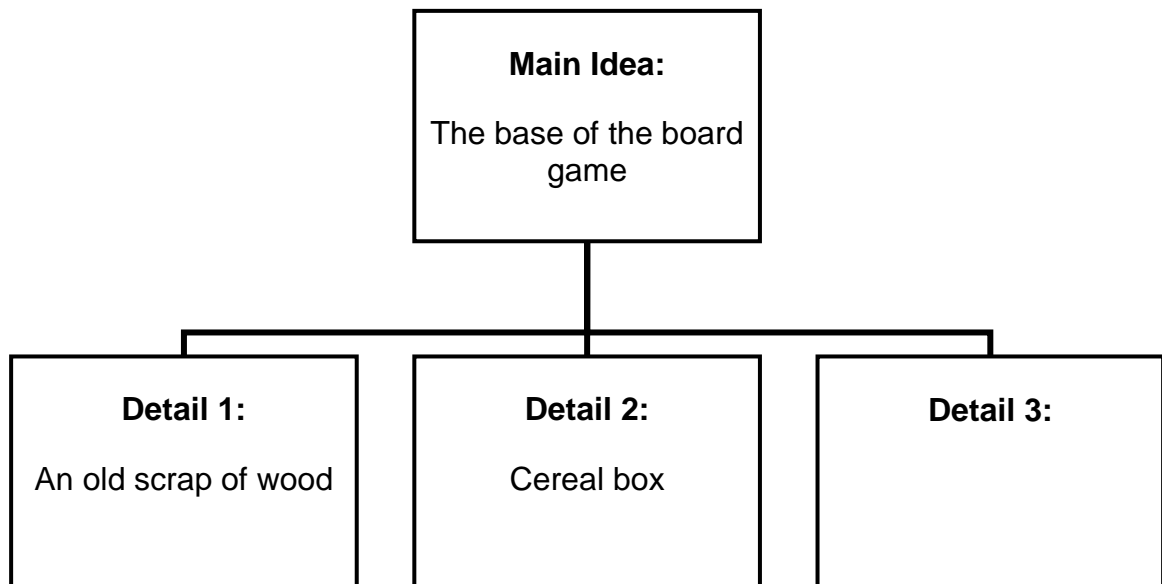 Main Idea:
The base of the board
game
Detail 1:
An old scrap of wood
Detail 2:
Cereal box
Detail 3: